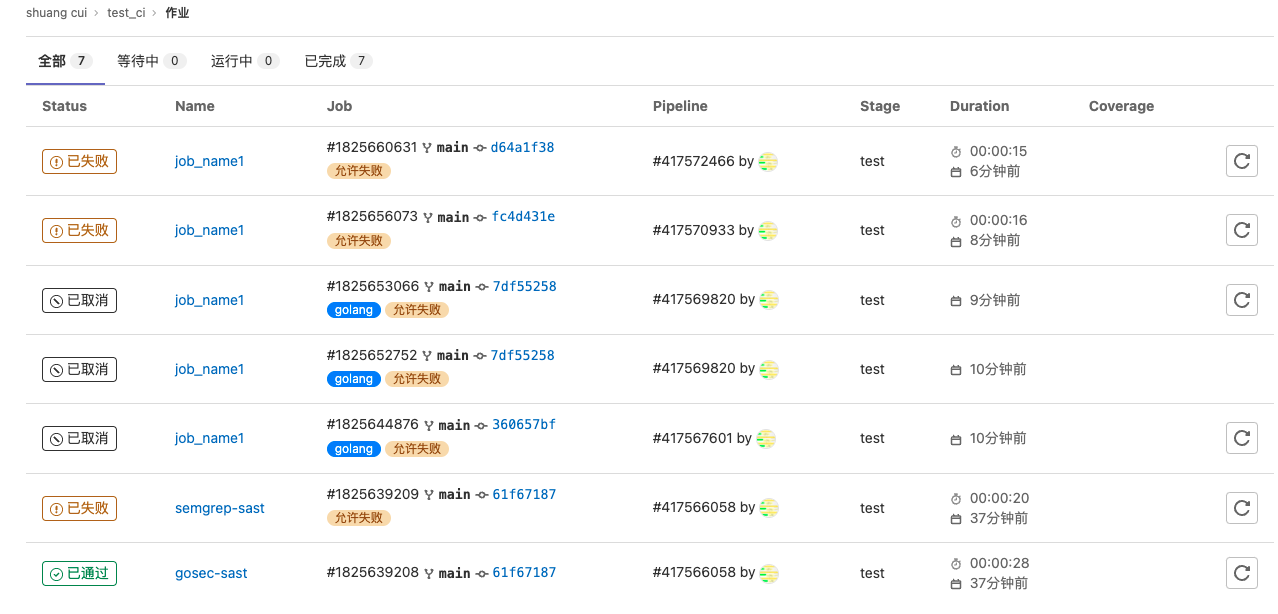 shuang cui › test_ci › 作业
全部 7 等待中 0 运行中 0 已完成 7
Status Name Job Pipeline Stage Duration Coverage
已失败 job_name1 #1825660631 main d64a1f38 #417572466 by test 00:00:15
允许失败 6分钟前
已失败 job_name1 #1825656073 main fc4d431e #417570933 by test 00:00:16
允许失败 8分钟前
已取消 job_name1 #1825653066 main 7df55258 #417569820 by test 9分钟前
golang 允许失败
已取消 job_name1 #1825652752 main 7df55258 #417569820 by test 10分钟前
golang 允许失败
已取消 job_name1 #1825644876 main 360657bf #417567601 by test 10分钟前
golang 允许失败
已失败 semgrep-sast #1825639209 main 61f67187 #417566058 by test 00:00:20
允许失败 37分钟前
已通过 gosec-sast #1825639208 main 61f67187 #417566058 by test 00:00:28
37分钟前